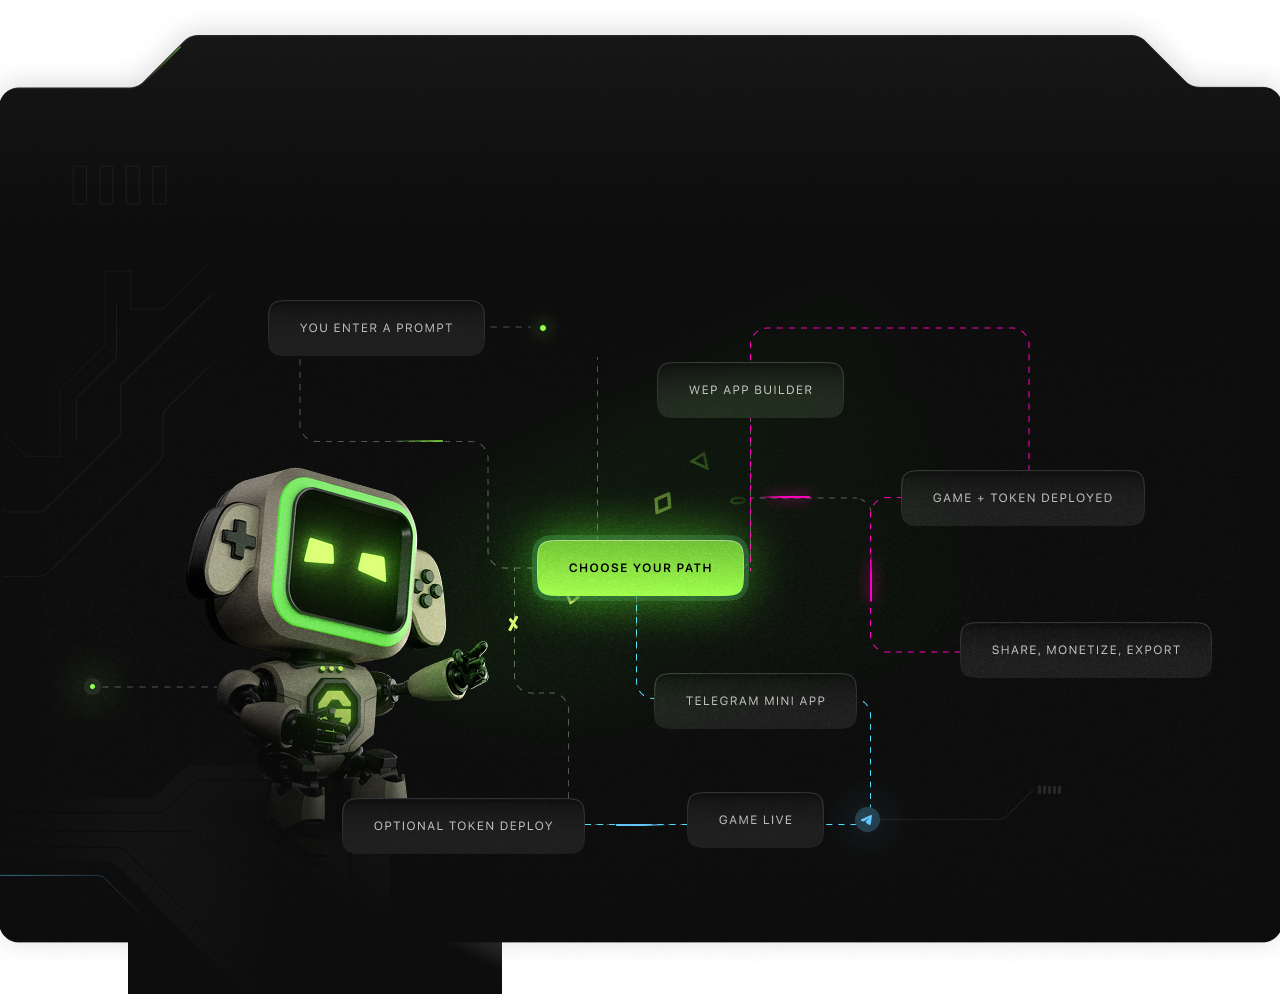 YOU ENTER A PROMPT
WEP APP BUILDER
GAME + TOKEN DEPLOYED
CHOOSE YOUR PATH
SHARE, MONETIZE, EXPORT
TELEGRAM MINI APP
G
GAME LIVE
OPTIONAL TOKEN DEPLOY